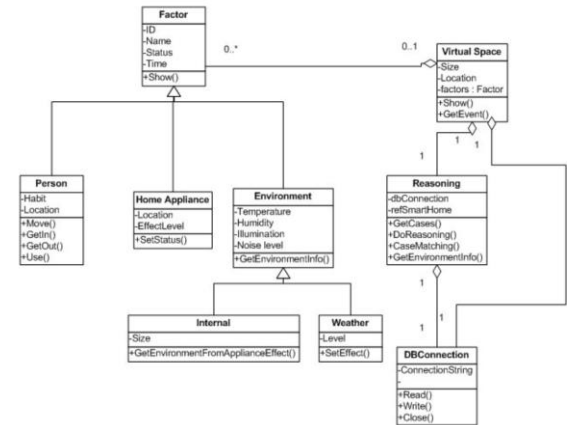 Factor
-ID
-Name
-Status
-Time
+Show()
0..*
0..1
Virtual Space
-Size
-Location
-factors : Factor
+Show()
+GetEvent()
1
1
1
Person
-Habit
-Location
+Move()
+GetIn()
+GetOut()
+Use()
Home Appliance
-Location
-EffectLevel
+SetStatus()
Environment
-Temperature
-Humidity
-Illumination
-Noise level
+GetEnvironmentInfo()
Reasoning
-dbConnection
-refSmartHome
+GetCases()
+DoReasoning()
+CaseMatching()
+GetEnvironmentInfo()
1
1
1
Internal
-Size
+GetEnvironmentFromApplianceEffect()
Weather
-Level
+SetEffect()
DBConnection
-ConnectionString
-
+Read()
+Write()
+Close()